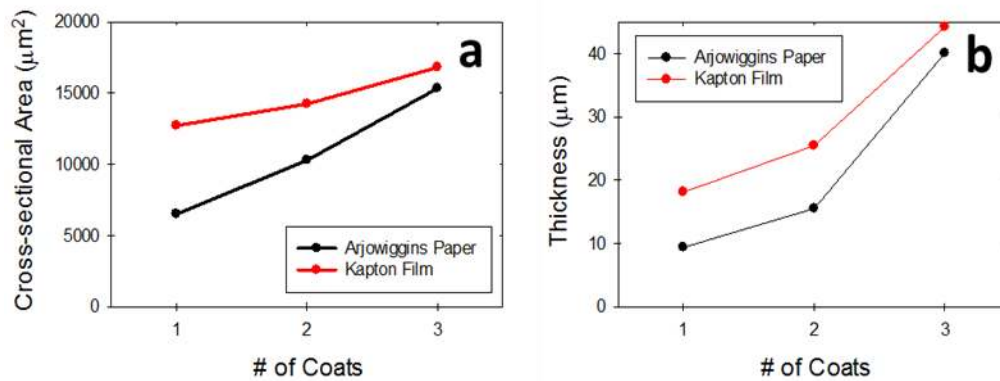 20000
15000
10000
5000
0
Cross-sectional Area (μm²)
a
Arjowiggins Paper
Kapton Film
1 2 3
# of Coats
40
30
20
10
0
Thickness (μm)
b
Arjowiggins Paper
Kapton Film
1 2 3
# of Coats